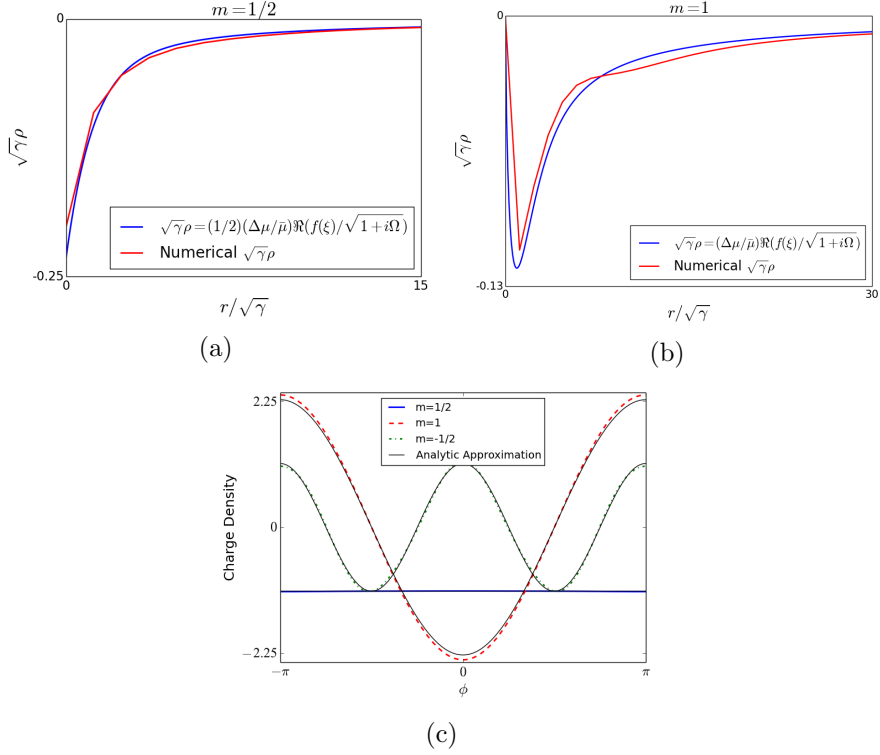 m=1/2
0
√γρ
√γρ=(1/2)(Δμ/μ̄)ℜ(f(ξ)/√1+iΩ)
Numerical √γρ
-0.25
0
15
r/√γ
(a)
m=1
0
√γρ
√γρ=(Δμ/μ̄)ℜ(f(ξ)/√1+iΩ)
Numerical √γρ
-0.13
0
30
r/√γ
(b)
2.25
m=1/2
m=1
m=-1/2
Analytic Approximation
Charge Density
0
−2.25
−π
0
π
ϕ
(c)